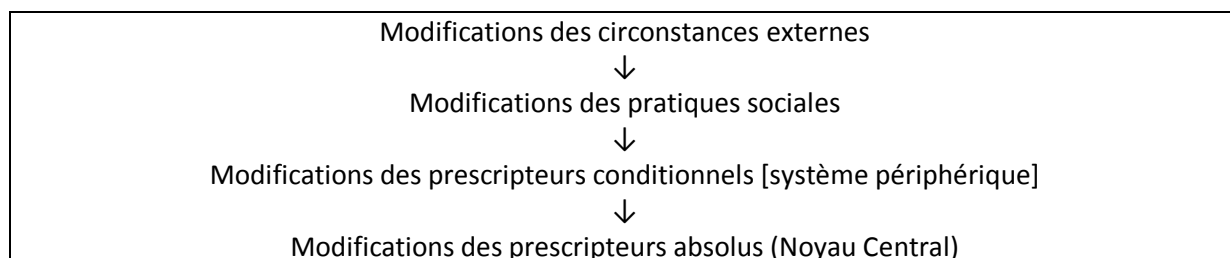 Modifications des circonstances externes
↓
Modifications des pratiques sociales
↓
Modifications des prescripteurs conditionnels [système périphérique]
↓
Modifications des prescripteurs absolus (Noyau Central)